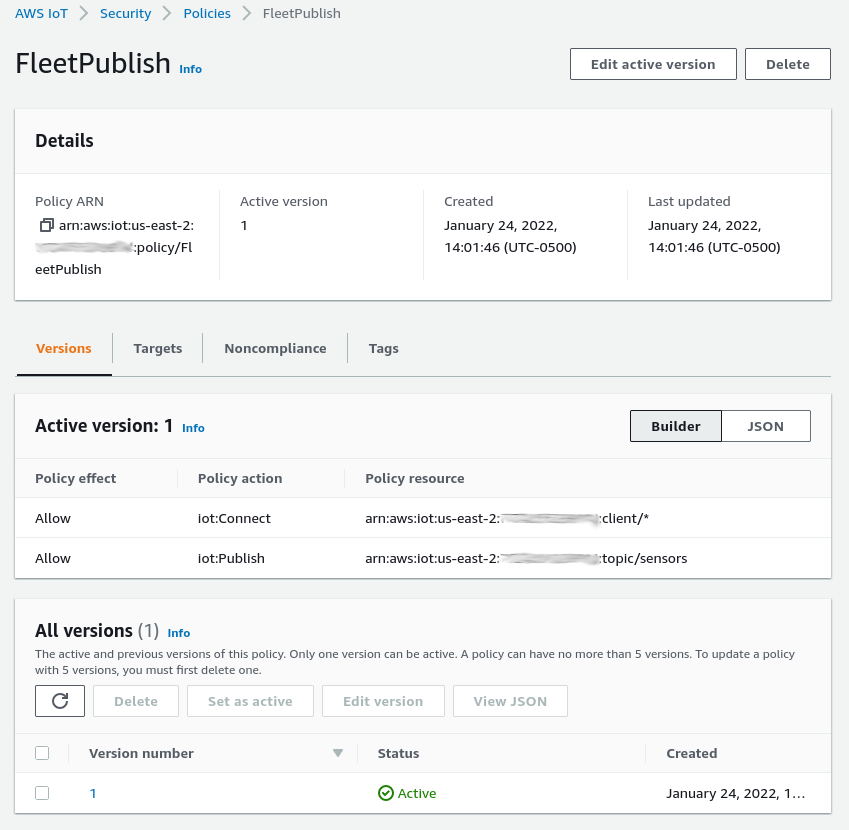 AWS IoT > Security > Policies > FleetPublish
FleetPublish Info
Edit active version Delete
Details
Policy ARN Active version Created Last updated
arn:aws:iot:us-east-2: 1 January 24, 2022, January 24, 2022,
:policy/Fl 14:01:46 (UTC-0500) 14:01:46 (UTC-0500)
eetPublish
Versions Targets Noncompliance Tags
Active version: 1 Info Builder JSON
Policy effect Policy action Policy resource
Allow iot:Connect arn:aws:iot:us-east-2: :client/*
Allow iot:Publish arn:aws:iot:us-east-2: :topic/sensors
All versions (1) Info
The active and previous versions of this policy. Only one version can be active. A policy can have no more than 5 versions. To update a policy
with 5 versions, you must first delete one.
Delete Set as active Edit version View JSON
Version number Status Created
1 Active January 24, 2022, 1...